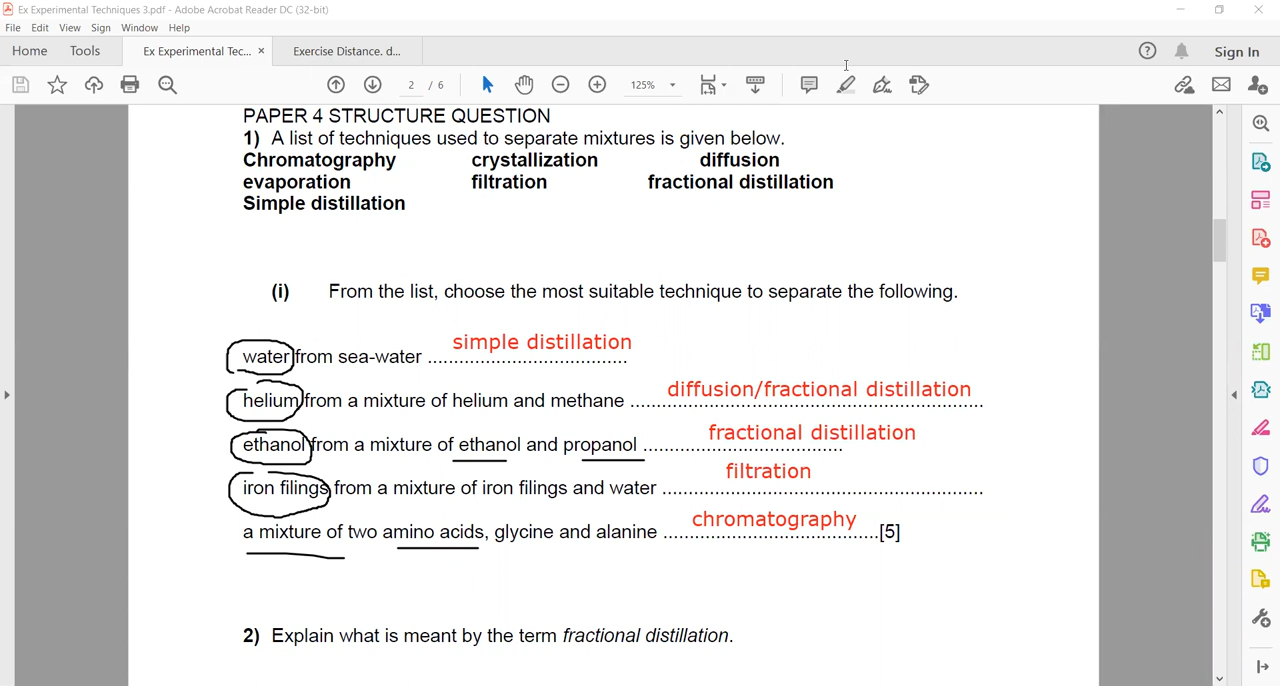 Ex Experimental Techniques 3.pdf - Adobe Acrobat Reader DC (32-bit)
File Edit View Sign Window Help
Home Tools Ex Experimental Tec... × Exercise Distance. d... Sign In
2 / 6 125%
PAPER 4 STRUCTURE QUESTION
1) A list of techniques used to separate mixtures is given below.
Chromatography crystallization diffusion
evaporation filtration fractional distillation
Simple distillation
(i) From the list, choose the most suitable technique to separate the following.
water from sea-water .................................... simple distillation
helium from a mixture of helium and methane ................................................................ diffusion/fractional distillation
ethanol from a mixture of ethanol and propanol .................................... fractional distillation
iron filings from a mixture of iron filings and water .......................................................... filtration
a mixture of two amino acids, glycine and alanine .......................................[5] chromatography
2) Explain what is meant by the term fractional distillation.